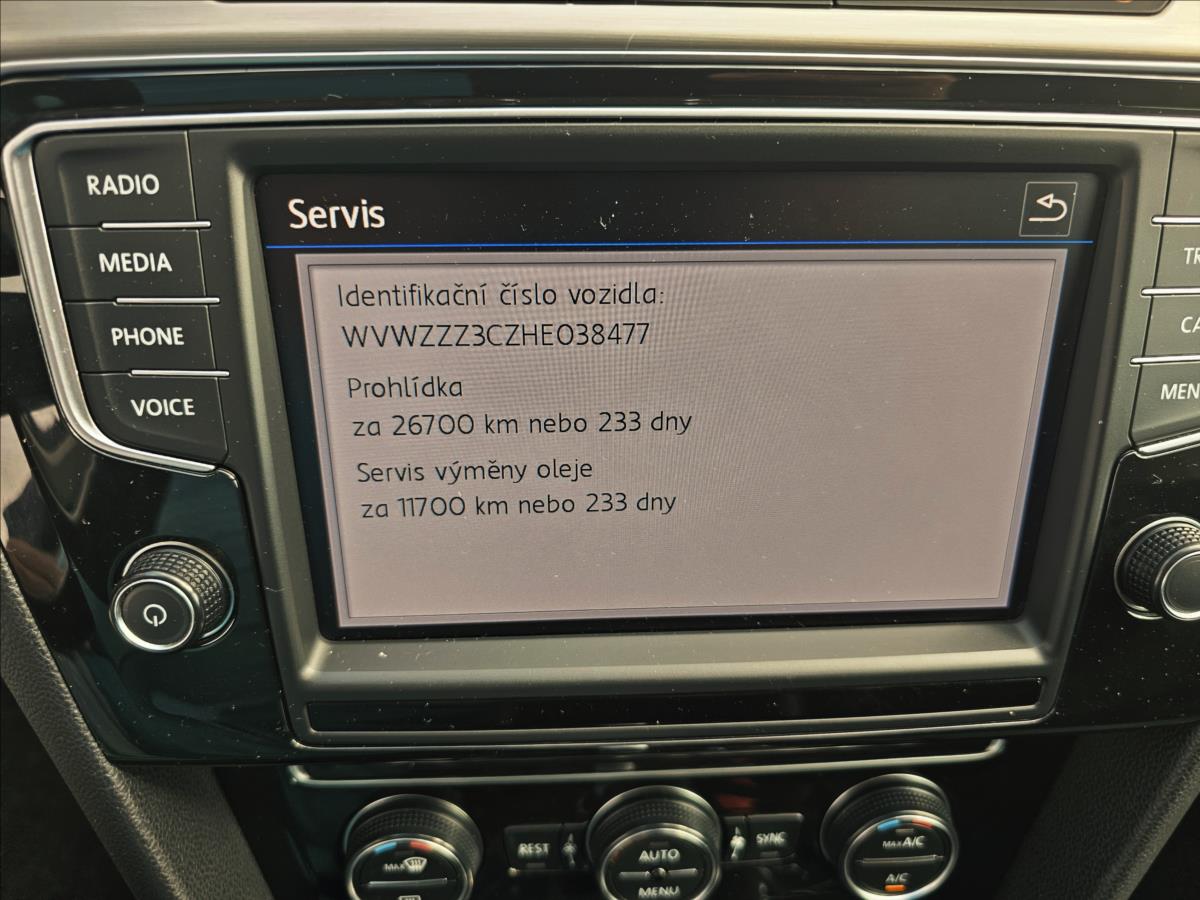 RADIO
MEDIA
PHONE
VOICE
Servis
Identifikační číslo vozidla:
WVWZZZ3CZHE038477
Prohlídka
za 26700 km nebo 233 dny
Servis výměny oleje
za 11700 km nebo 233 dny
REST
AUTO
MENU
SYNC
MAX
MAX A/C
A/C